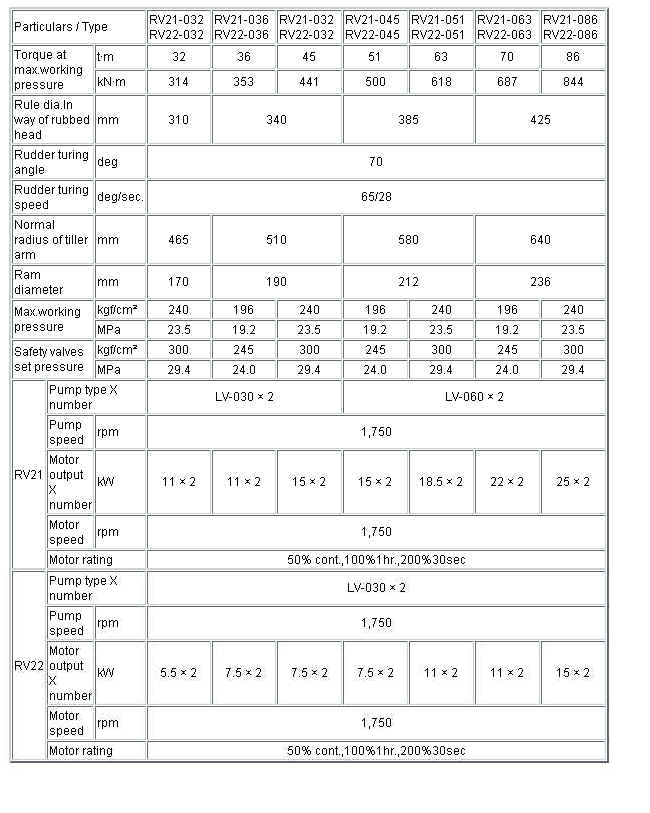 Particulars / Type
RV21-032 RV21-036 RV21-032 RV21-045 RV21-051 RV21-063 RV21-086
RV22-032 RV22-036 RV22-032 RV22-045 RV22-051 RV22-063 RV22-086
Torque at
max.working
pressure
t·m 32 36 45 51 63 70 86
kN·m 314 353 441 500 618 687 844
Rule dia.In
way of rubbed
head
mm 310 340 385 425
Rudder turing
angle
deg 70
Rudder turing
speed
deg/sec. 65/28
Normal
radius of tiller
arm
mm 465 510 580 640
Ram
diameter
mm 170 190 212 236
Max.working
pressure
kgf/cm² 240 196 240 196 240 196 240
MPa 23.5 19.2 23.5 19.2 23.5 19.2 23.5
Safety valves
set pressure
kgf/cm² 300 245 300 245 300 245 300
MPa 29.4 24.0 29.4 24.0 29.4 24.0 29.4
RV21
Pump type X
number
LV-030 × 2 LV-060 × 2
Pump
speed
rpm 1,750
Motor
output
X
number
kW 11 × 2 11 × 2 15 × 2 15 × 2 18.5 × 2 22 × 2 25 × 2
Motor
speed
rpm 1,750
Motor rating 50% cont.,100%1hr.,200%30sec
RV22
Pump type X
number
LV-030 × 2
Pump
speed
rpm 1,750
Motor
output
X
number
kW 5.5 × 2 7.5 × 2 7.5 × 2 7.5 × 2 11 × 2 11 × 2 15 × 2
Motor
speed
rpm 1,750
Motor rating 50% cont.,100%1hr.,200%30sec